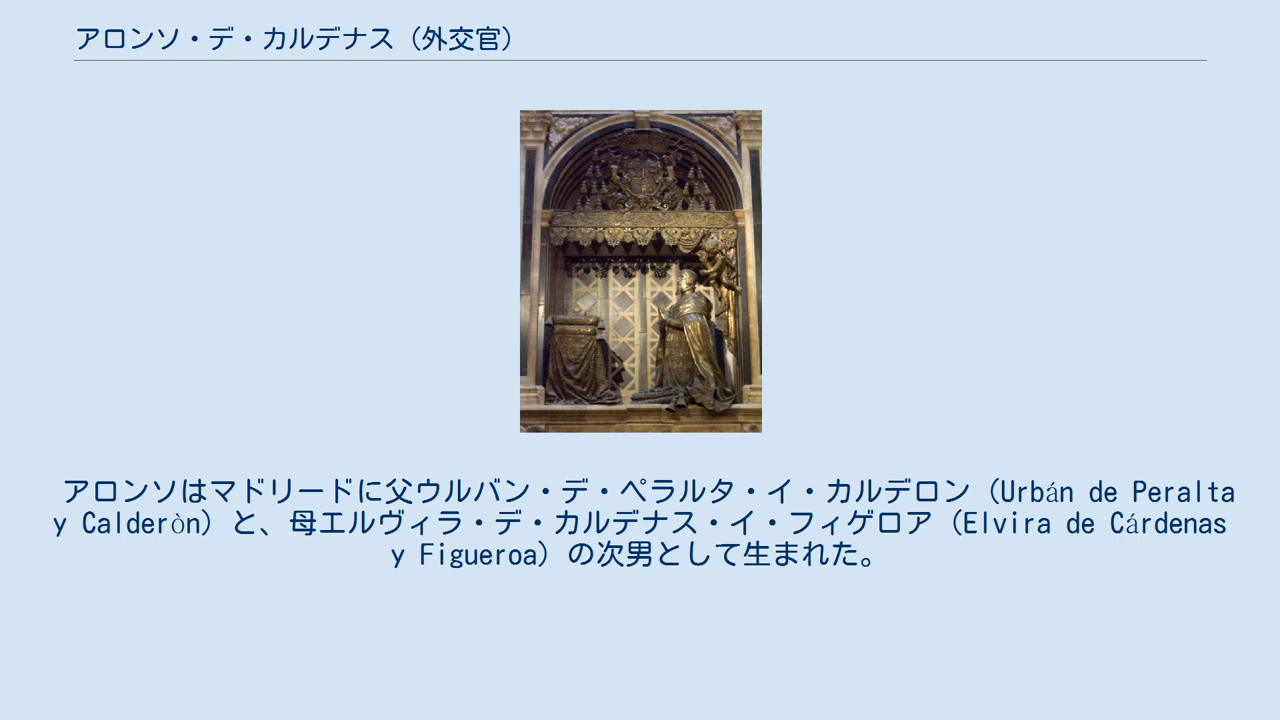 アロンソ・デ・カルデナス（外交官）
アロンソはマドリードに父ウルバン・デ・ペラルタ・イ・カルデロン（Urbán de Peralta
y Calderòn）と、母エルヴィラ・デ・カルデナス・イ・フィゲロア（Elvira de Cárdenas
y Figueroa）の次男として生まれた。